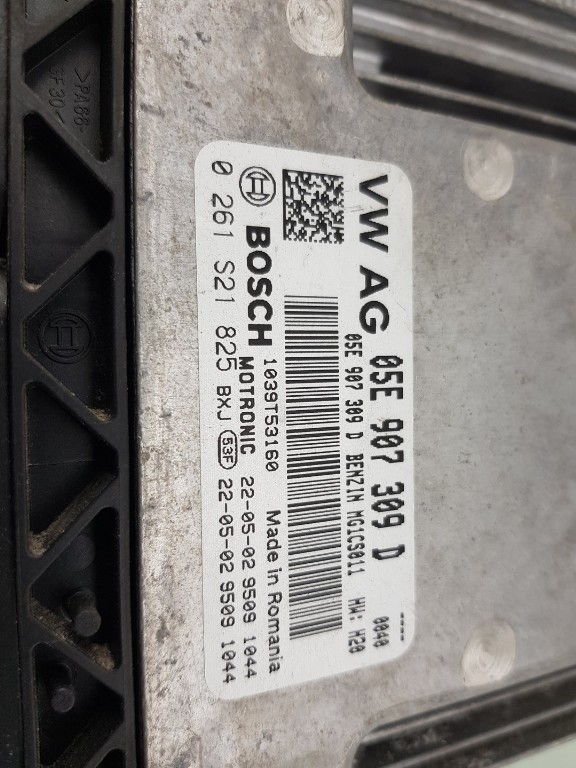 VW AG 05E 907 309 D
----
05E 907 309 D BENZIN MG1CS011 HW: H20
0040
1039T53160 Made in Romania
BOSCH MOTRONIC 22-05-02 9509 1044
0 261 S21 825 BXJ 53F 22-05-02 9509 1044
>PA66-